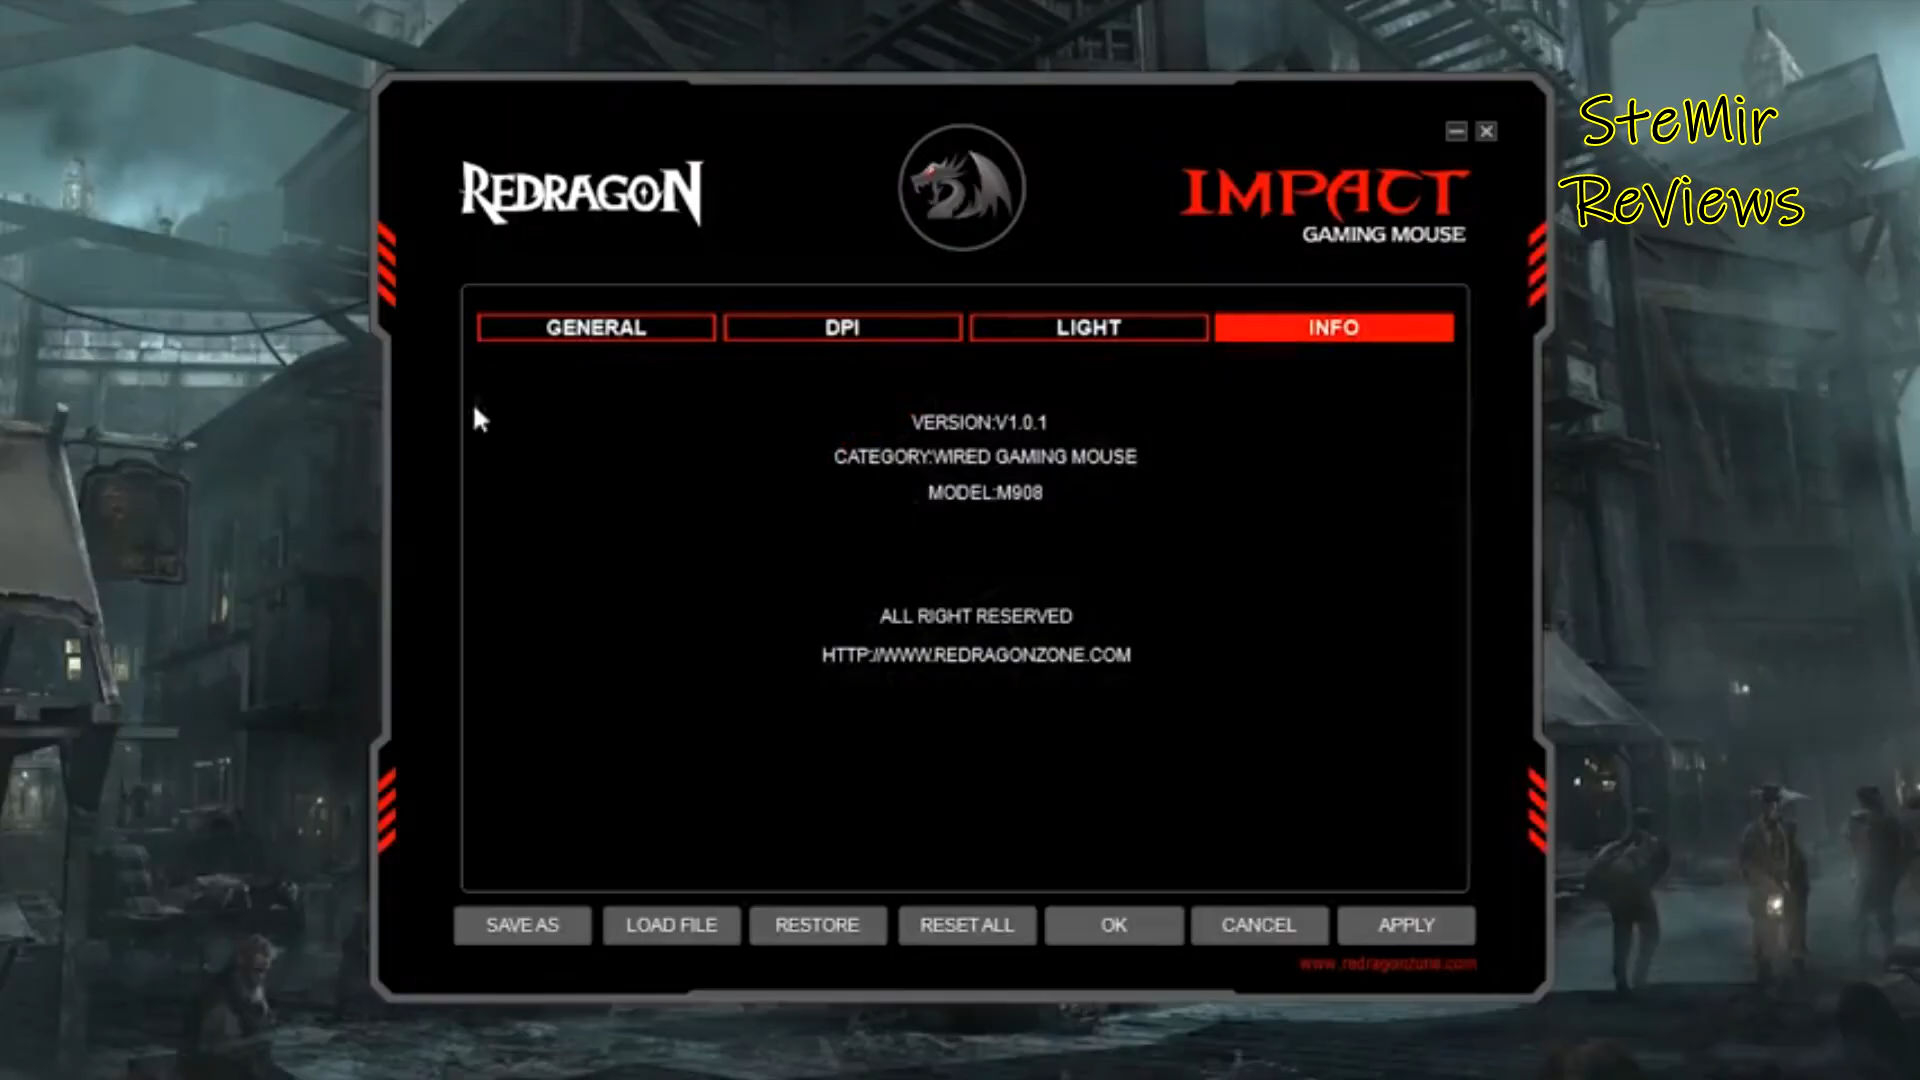 SteMir
Reviews
REDRAGON
IMPACT
GAMING MOUSE
GENERAL DPI LIGHT INFO
VERSION:V1.0.1
CATEGORY:WIRED GAMING MOUSE
MODEL:M908
ALL RIGHT RESERVED
HTTP://WWW.REDRAGONZONE.COM
SAVE AS LOAD FILE RESTORE RESET ALL OK CANCEL APPLY
www.redragonzone.com